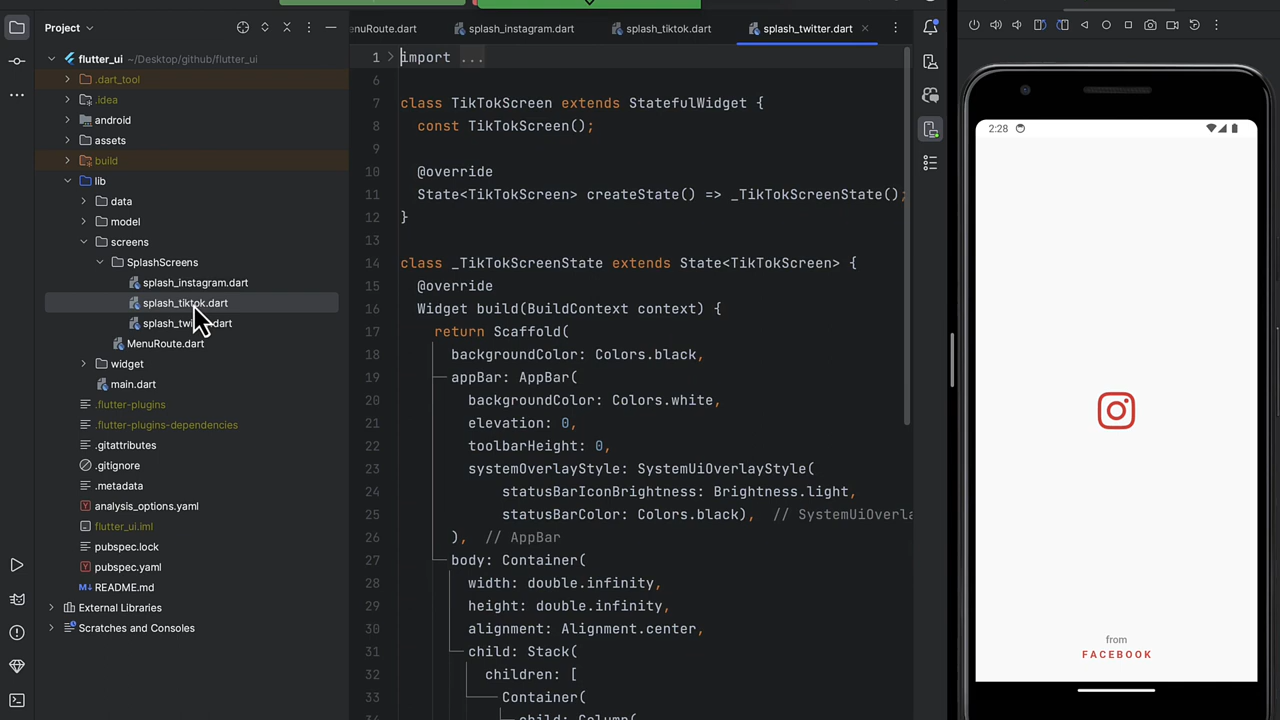 Project
flutter_ui ~/Desktop/github/flutter_ui
.dart_tool
.idea
android
assets
build
lib
data
model
screens
SplashScreens
splash_instagram.dart
splash_tiktok.dart
splash_tw dart
MenuRoute.dart
widget
main.dart
.flutter-plugins
.flutter-plugins-dependencies
.gitattributes
.gitignore
.metadata
analysis_options.yaml
flutter_ui.iml
pubspec.lock
pubspec.yaml
README.md
External Libraries
Scratches and Consoles
enuRoute.dart splash_instagram.dart splash_tiktok.dart splash_twitter.dart
1 import ...
6
7 class TikTokScreen extends StatefulWidget {
8 const TikTokScreen();
9
10 @override
11 State<TikTokScreen> createState() => _TikTokScreenState();
12 }
13
14 class _TikTokScreenState extends State<TikTokScreen> {
15 @override
16 Widget build(BuildContext context) {
17 return Scaffold(
18 backgroundColor: Colors.black,
19 appBar: AppBar(
20 backgroundColor: Colors.white,
21 elevation: 0,
22 toolbarHeight: 0,
23 systemOverlayStyle: SystemUiOverlayStyle(
24 statusBarIconBrightness: Brightness.light,
25 statusBarColor: Colors.black), // SystemUiOverla
26 ), // AppBar
27 body: Container(
28 width: double.infinity,
29 height: double.infinity,
30 alignment: Alignment.center,
31 child: Stack(
32 children: [
33 Container(
34 child: Column(
2:28
from
FACEBOOK